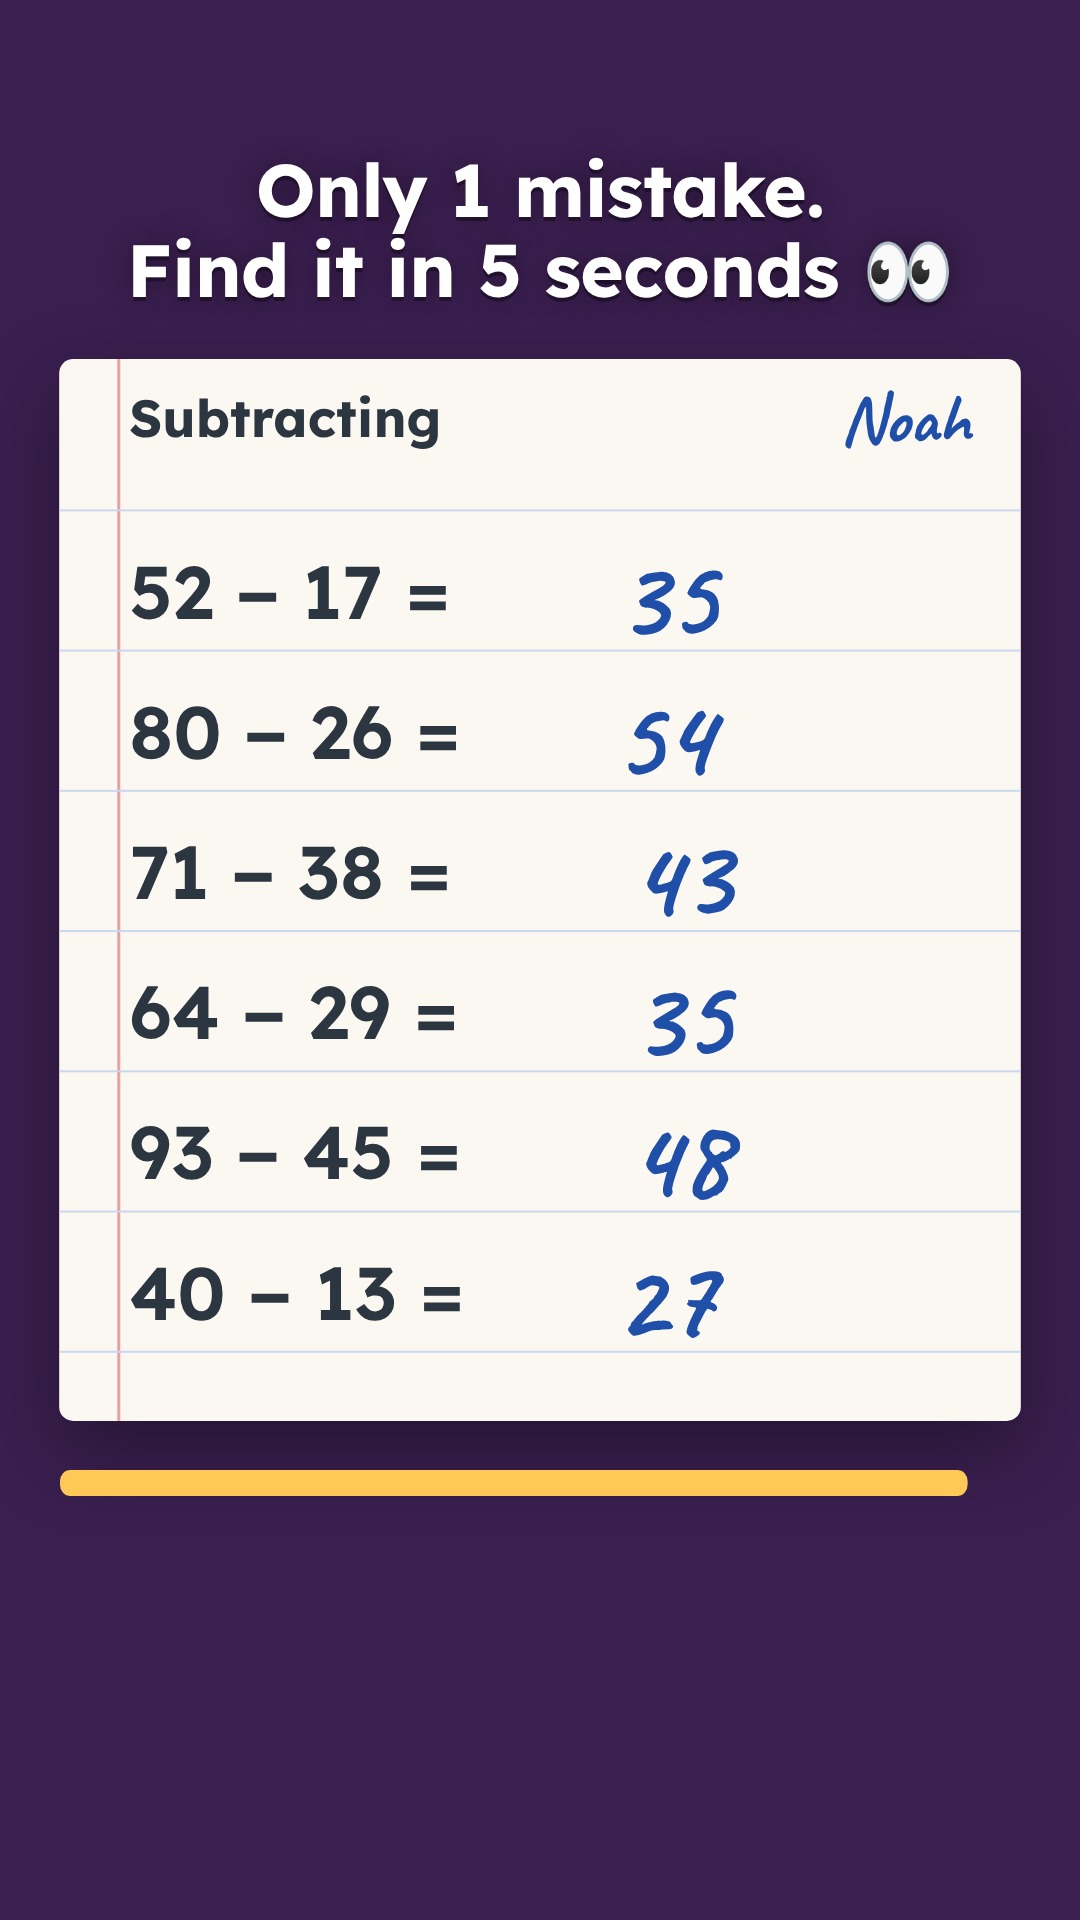 Only 1 mistake.
Find it in 5 seconds 👀
Subtracting Noah
52 – 17 = 35
80 – 26 = 54
71 – 38 = 43
64 – 29 = 35
93 – 45 = 48
40 – 13 = 27